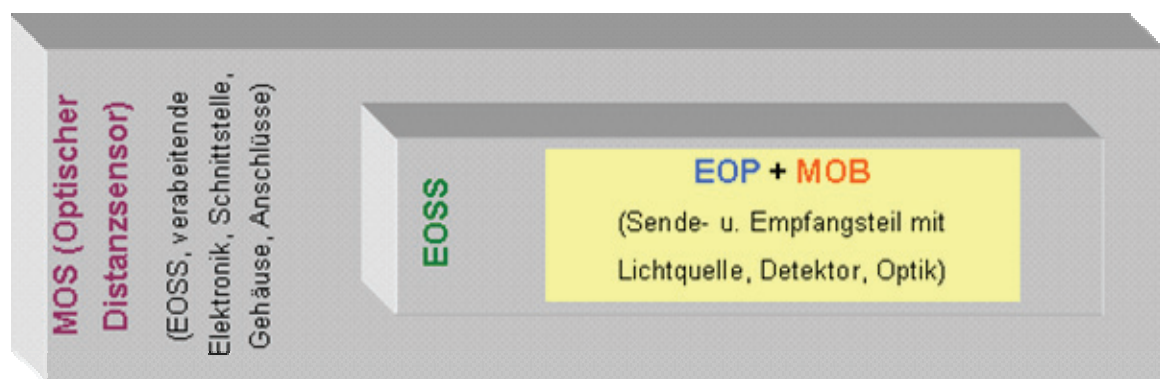 MOS (Optischer
Distanzsensor)
(EOSS, verabeitende
Elektronik, Schnittstelle,
Gehäuse, Anschlüsse)
EOSS
EOP + MOB
(Sende- u. Empfangsteil mit
Lichtquelle, Detektor, Optik)